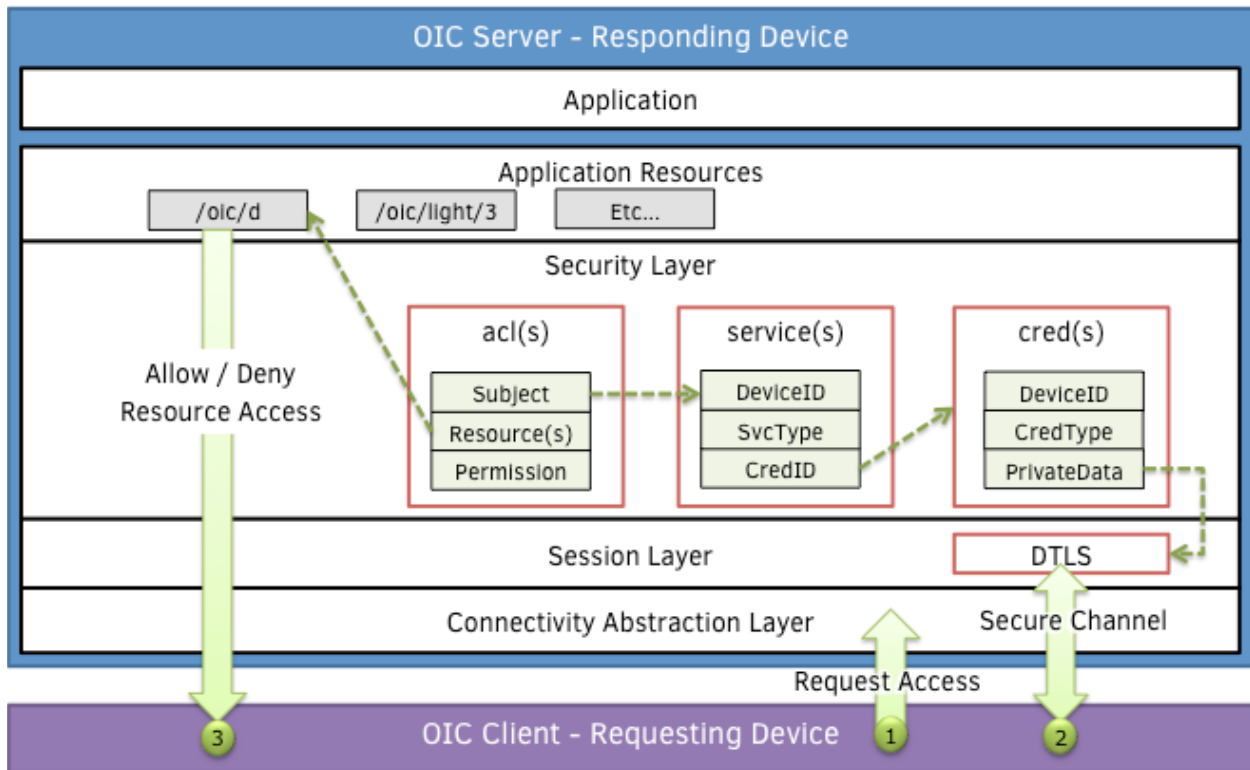 OIC Server - Responding Device
Application
Application Resources
/oic/d
/oic/light/3
Etc...
Security Layer
acl(s)
service(s)
cred(s)
Allow / Deny
Resource Access
Subject
Resource(s)
Permission
DeviceID
SvcType
CredID
DeviceID
CredType
PrivateData
Session Layer
DTLS
Connectivity Abstraction Layer
Secure Channel
Request Access
OIC Client - Requesting Device
3
1
2